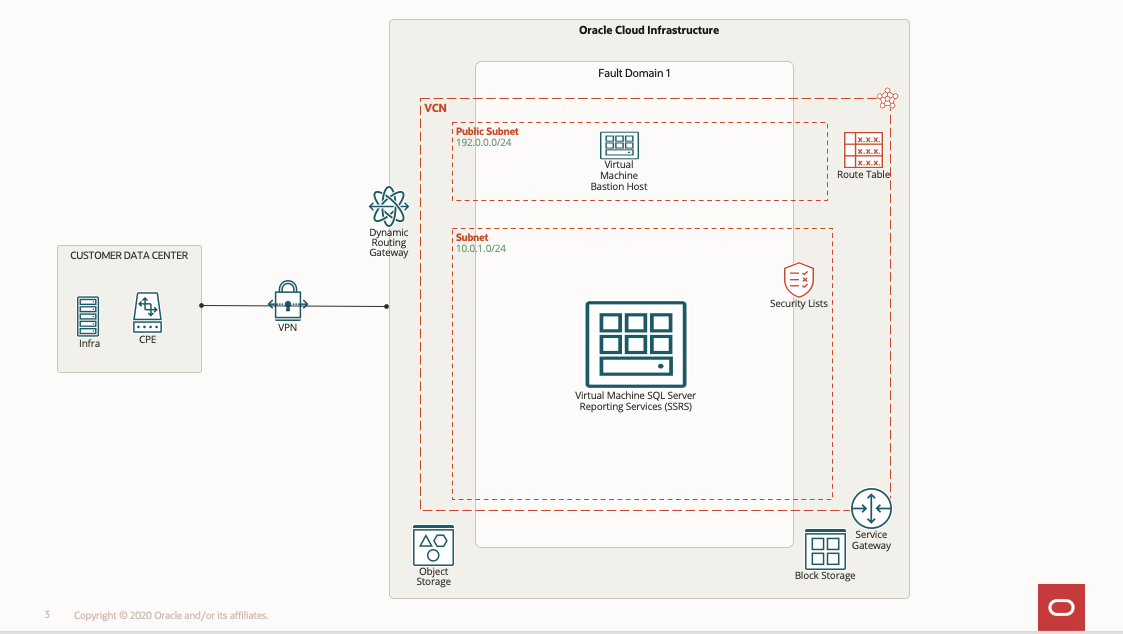 Oracle Cloud Infrastructure
Fault Domain 1
VCN
Public Subnet
192.0.0.0/24
Virtual
Machine
Bastion Host
x.x.x.
x.x.x.
x.x.x.
Route Table
Dynamic
Routing
Gateway
Subnet
10.0.1.0/24
CUSTOMER DATA CENTER
Infra
CPE
VPN
Security Lists
Virtual Machine SQL Server
Reporting Services (SSRS)
Service
Gateway
Object
Storage
Block Storage
3
Copyright © 2020 Oracle and/or its affiliates.